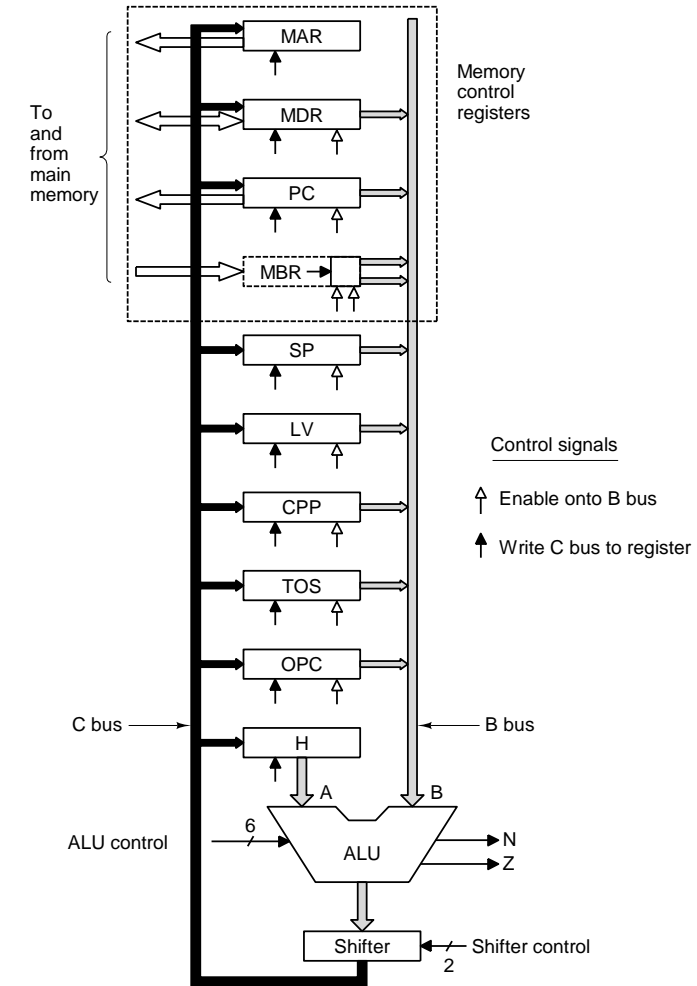 MAR
Memory
control
registers
To
and
from
main
memory
MDR
PC
MBR
SP
LV
Control signals
Enable onto B bus
CPP
Write C bus to register
TOS
OPC
C bus
B bus
H
A
B
6
ALU control
ALU
N
Z
Shifter
Shifter control
2